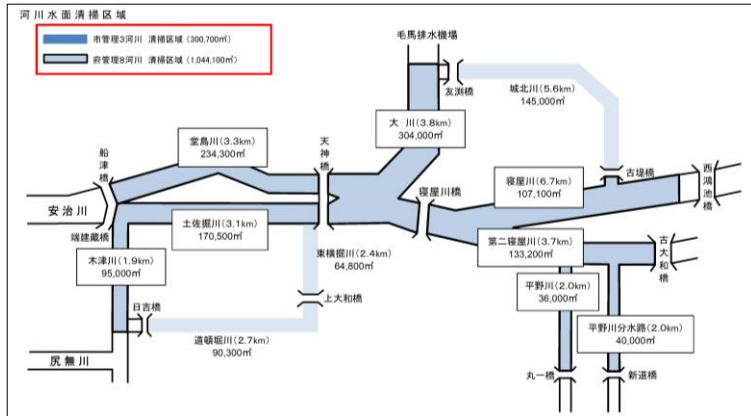 河川水面清掃区域
市管理3河川 清掃区域（300,700㎡）
府管理8河川 清掃区域（1,044,100㎡）
毛馬排水機場
友渕橋
城北川(5.6km)
145,000㎡
大 川(3.8km)
304,000㎡
堂島川(3.3km)
234,300㎡
天神橋
船津橋
古堤橋
西鴻池橋
寝屋川(6.7km)
107,100㎡
寝屋川橋
安治川
土佐掘川(3.1km)
170,500㎡
端建蔵橋
第二寝屋川(3.7km)
133,200㎡
古大和橋
東横掘川(2.4km)
64,800㎡
木津川(1.9km)
95,000㎡
平野川(2.0km)
36,000㎡
上大和橋
日吉橋
平野川分水路(2.0km)
40,000㎡
道頓堀川(2.7km)
90,300㎡
尻無川
丸一橋
新道橋